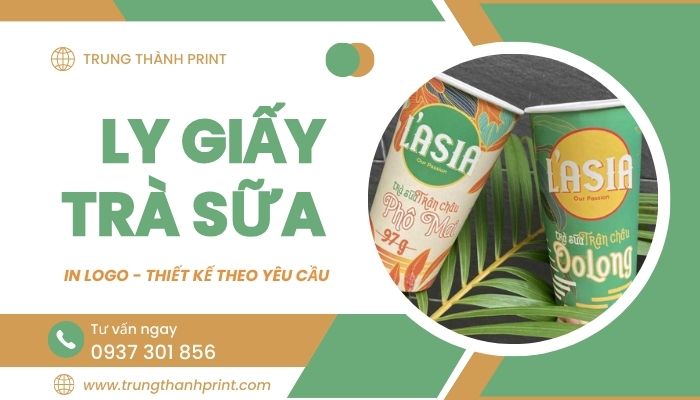 TRUNG THÀNH PRINT
LY GIẤY
TRÀ SỮA
IN LOGO - THIẾT KẾ THEO YÊU CẦU
Tư vấn ngay
0937 301 856
www.trungthanhprint.com
L'ASIA
Our Passion
trà sữa Trân châu
Phô Mai
97g
L'ASIA
Our Passion
trà sữa Trân châu
OoLong